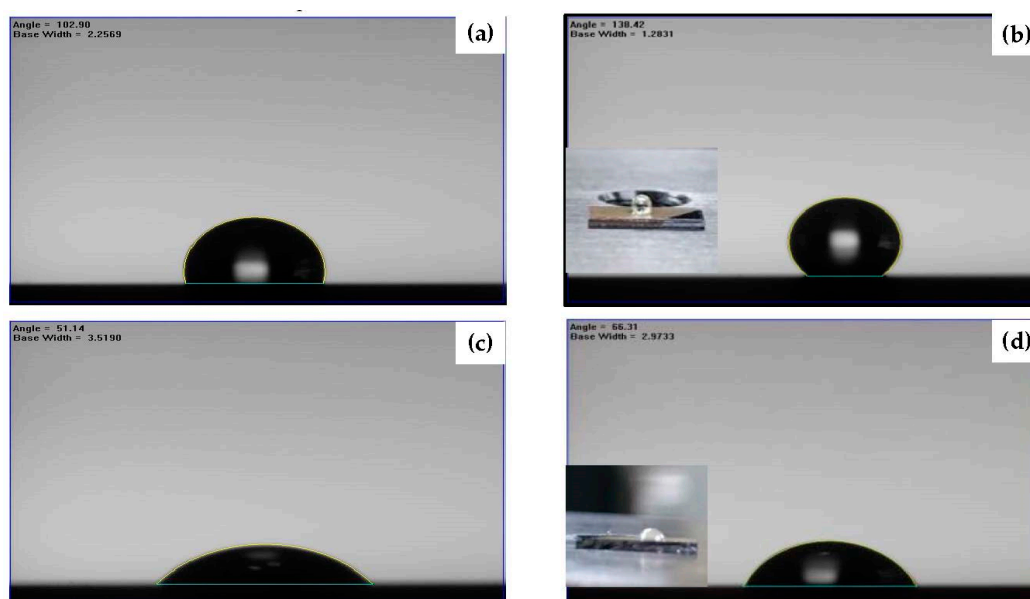 Angle = 102.90
Base Width = 2.2569
(a)
Angle = 138.42
Base Width = 1.2831
(b)
Angle = 51.14
Base Width = 3.5190
(c)
Angle = 66.31
Base Width = 2.9733
(d)